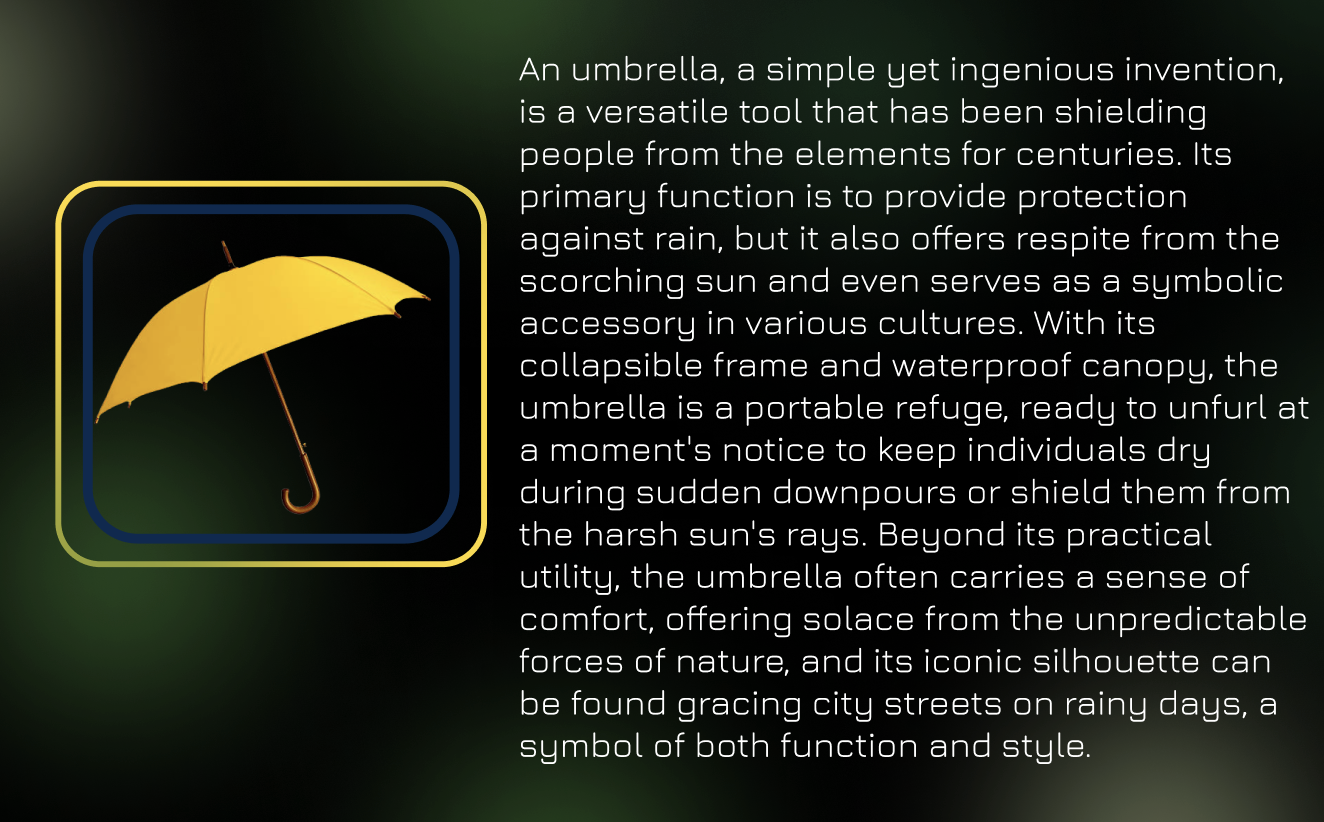 An umbrella, a simple yet ingenious invention,
is a versatile tool that has been shielding
people from the elements for centuries. Its
primary function is to provide protection
against rain, but it also offers respite from the
scorching sun and even serves as a symbolic
accessory in various cultures. With its
collapsible frame and waterproof canopy, the
umbrella is a portable refuge, ready to unfurl at
a moment's notice to keep individuals dry
during sudden downpours or shield them from
the harsh sun's rays. Beyond its practical
utility, the umbrella often carries a sense of
comfort, offering solace from the unpredictable
forces of nature, and its iconic silhouette can
be found gracing city streets on rainy days, a
symbol of both function and style.